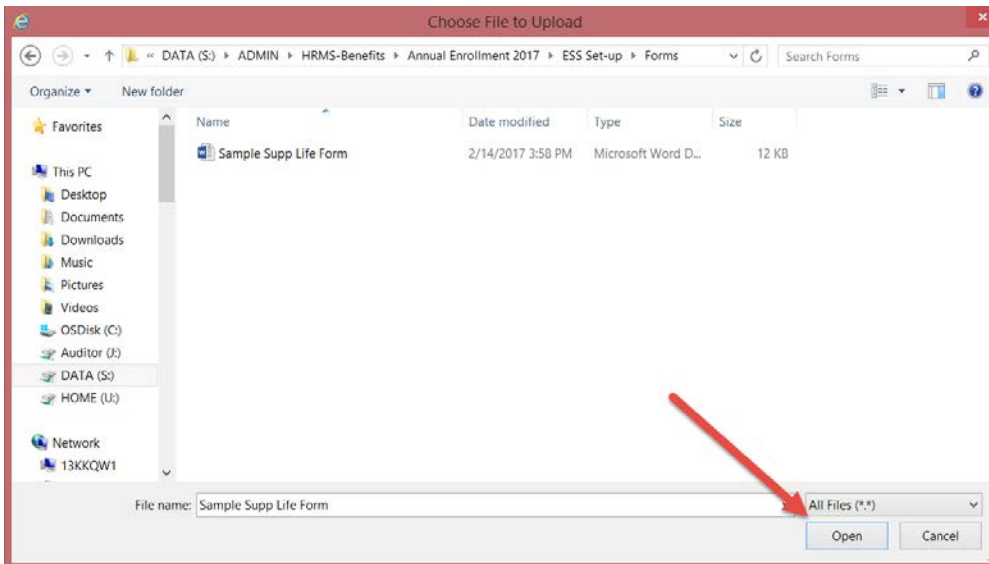 Choose File to Upload
« DATA (S:) ▸ ADMIN ▸ HRMS-Benefits ▸ Annual Enrollment 2017 ▸ ESS Set-up ▸ Forms
Search Forms
Organize
New folder
Name Date modified Type Size
Sample Supp Life Form 2/14/2017 3:58 PM Microsoft Word D... 12 KB
Favorites
This PC
Desktop
Documents
Downloads
Music
Pictures
Videos
OSDisk (C:)
Auditor (J:)
DATA (S:)
HOME (U:)
Network
13KKQW1
File name: Sample Supp Life Form
All Files (*.*)
Open Cancel